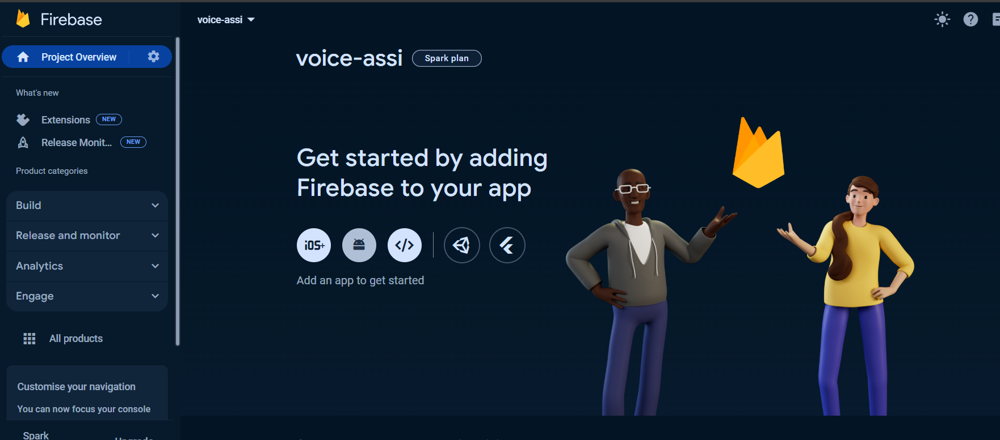 Firebase
voice-assi
Project Overview
voice-assi
Spark plan
What's new
Extensions
NEW
Release Monit...
NEW
Product categories
Get started by adding
Firebase to your app
Build
Release and monitor
iOS+
</>
Analytics
Add an app to get started
Engage
All products
Customise your navigation
You can now focus your console
Spark
Upgrade